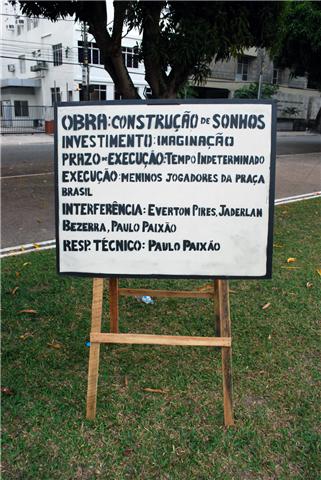 OBRA: CONSTRUÇÃO DE SONHOS
INVESTIMENTO: IMAGINAÇÃO
PRAZO DE EXECUÇÃO: TEMPO INDETERMINADO
EXECUÇÃO: MENINOS JOGADORES DA PRAÇA
BRASIL
INTERFERÊNCIA: EVERTON PIRES, JADERLAN
BEZERRA, PAULO PAIXÃO
RESP. TÉCNICO: PAULO PAIXÃO